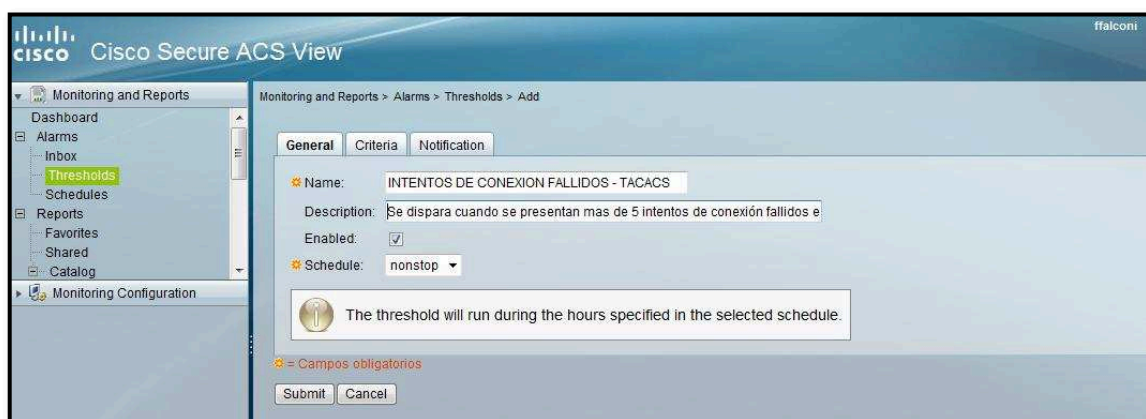 ffalconi
CISCO Cisco Secure ACS View
Monitoring and Reports
Dashboard
Alarms
Inbox
Thresholds
Schedules
Reports
Favorites
Shared
Catalog
Monitoring Configuration
Monitoring and Reports > Alarms > Thresholds > Add
General Criteria Notification
Name: INTENTOS DE CONEXION FALLIDOS - TACACS
Description: Se dispara cuando se presentan mas de 5 intentos de conexión fallidos e
Enabled:
Schedule: nonstop
The threshold will run during the hours specified in the selected schedule.
= Campos obligatorios
Submit Cancel